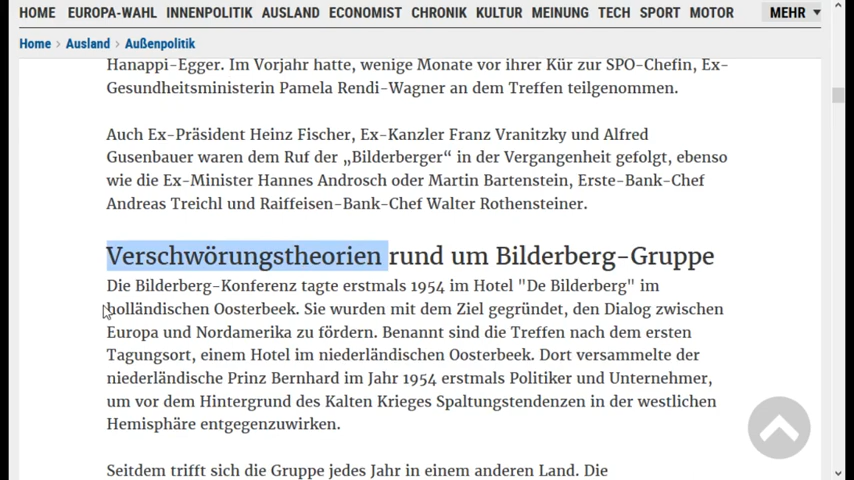 HOME EUROPA-WAHL INNENPOLITIK AUSLAND ECONOMIST CHRONIK KULTUR MEINUNG TECH SPORT MOTOR MEHR
Home › Ausland › Außenpolitik
Hanappi-Egger. Im Vorjahr hatte, wenige Monate vor ihrer Kür zur SPÖ-Chefin, Ex-
Gesundheitsministerin Pamela Rendi-Wagner an dem Treffen teilgenommen.
Auch Ex-Präsident Heinz Fischer, Ex-Kanzler Franz Vranitzky und Alfred
Gusenbauer waren dem Ruf der „Bilderberger“ in der Vergangenheit gefolgt, ebenso
wie die Ex-Minister Hannes Androsch oder Martin Bartenstein, Erste-Bank-Chef
Andreas Treichl und Raiffeisen-Bank-Chef Walter Rothensteiner.
Verschwörungstheorien rund um Bilderberg-Gruppe
Die Bilderberg-Konferenz tagte erstmals 1954 im Hotel "De Bilderberg" im
holländischen Oosterbeek. Sie wurden mit dem Ziel gegründet, den Dialog zwischen
Europa und Nordamerika zu fördern. Benannt sind die Treffen nach dem ersten
Tagungsort, einem Hotel im niederländischen Oosterbeek. Dort versammelte der
niederländische Prinz Bernhard im Jahr 1954 erstmals Politiker und Unternehmer,
um vor dem Hintergrund des Kalten Krieges Spaltungstendenzen in der westlichen
Hemisphäre entgegenzuwirken.
Seitdem trifft sich die Gruppe jedes Jahr in einem anderen Land. Die